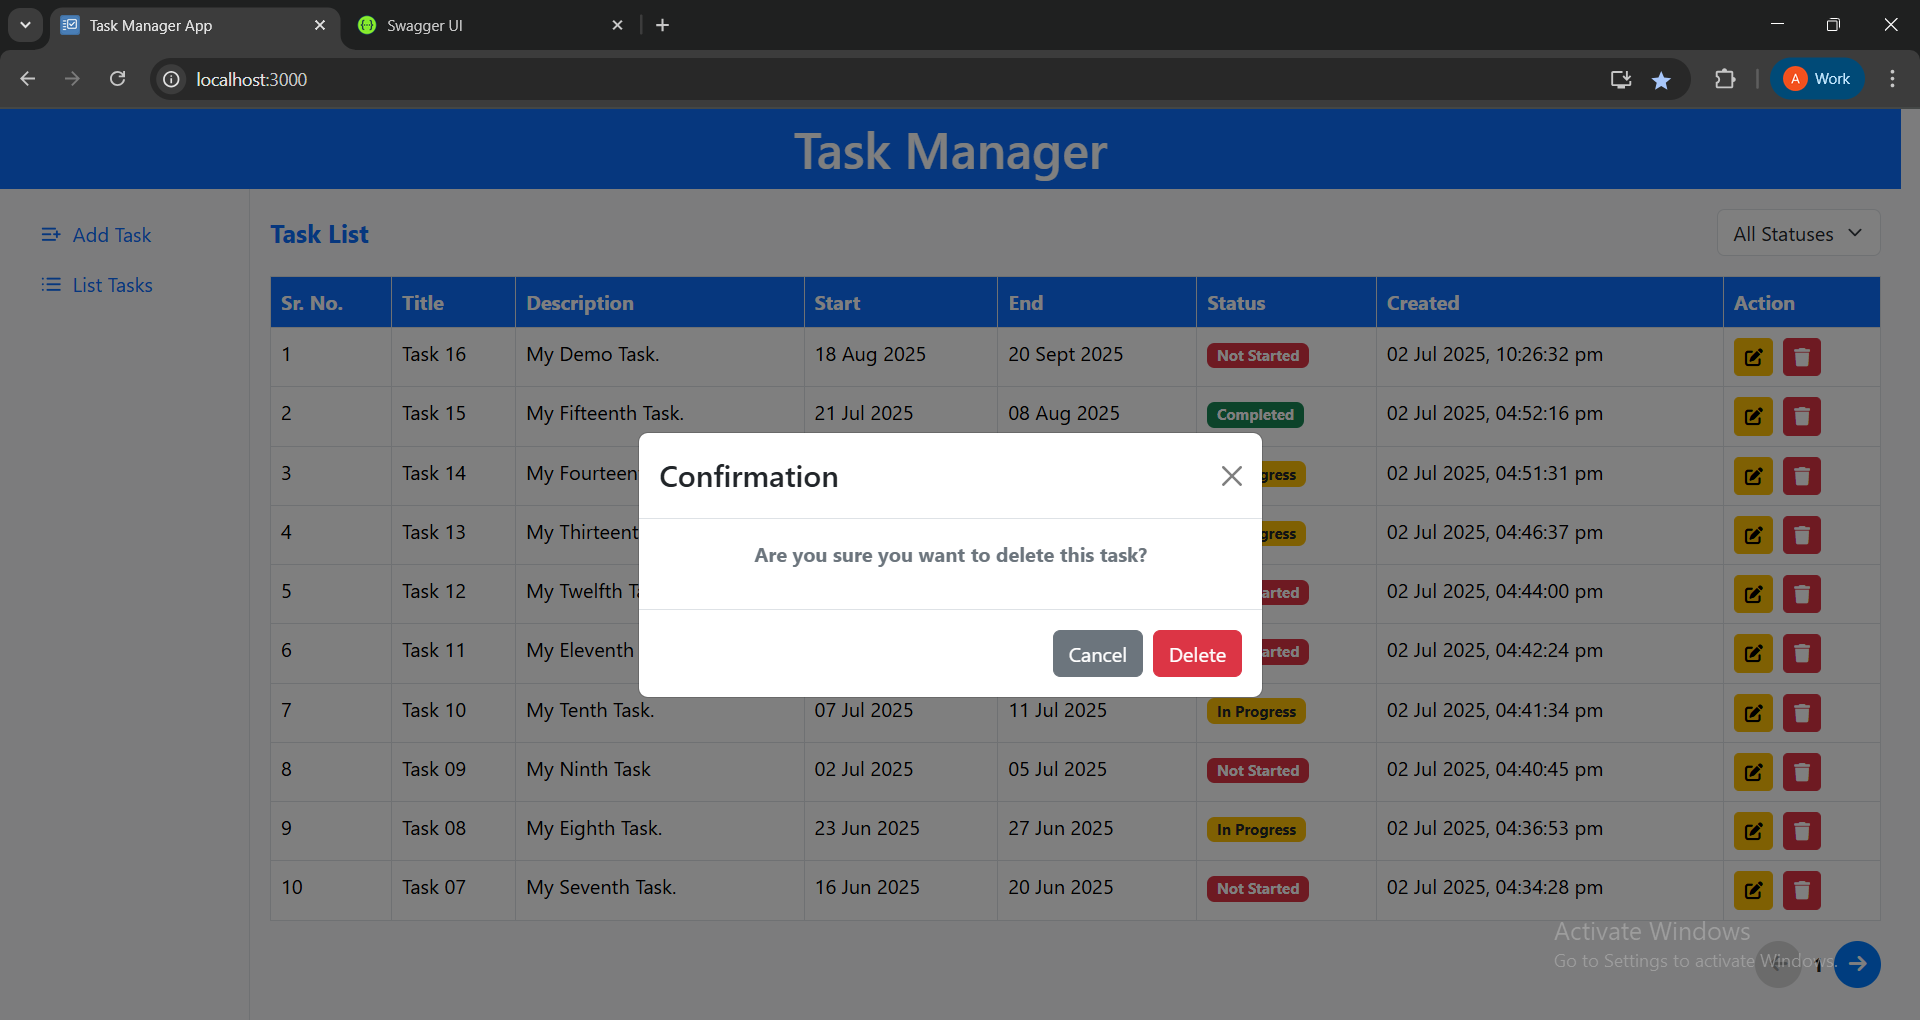 Task Manager App
Swagger UI
localhost:3000
A Work
Task Manager
Add Task
List Tasks
Task List
All Statuses
Sr. No. Title Description Start End Status Created Action
1 Task 16 My Demo Task. 18 Aug 2025 20 Sept 2025 Not Started 02 Jul 2025, 10:26:32 pm
2 Task 15 My Fifteenth Task. 21 Jul 2025 08 Aug 2025 Completed 02 Jul 2025, 04:52:16 pm
3 Task 14 My Fourteen gress 02 Jul 2025, 04:51:31 pm
4 Task 13 My Thirteent gress 02 Jul 2025, 04:46:37 pm
5 Task 12 My Twelfth T arted 02 Jul 2025, 04:44:00 pm
6 Task 11 My Eleventh arted 02 Jul 2025, 04:42:24 pm
7 Task 10 My Tenth Task. 07 Jul 2025 11 Jul 2025 In Progress 02 Jul 2025, 04:41:34 pm
8 Task 09 My Ninth Task 02 Jul 2025 05 Jul 2025 Not Started 02 Jul 2025, 04:40:45 pm
9 Task 08 My Eighth Task. 23 Jun 2025 27 Jun 2025 In Progress 02 Jul 2025, 04:36:53 pm
10 Task 07 My Seventh Task. 16 Jun 2025 20 Jun 2025 Not Started 02 Jul 2025, 04:34:28 pm
Confirmation
Are you sure you want to delete this task?
Cancel Delete
1
Activate Windows
Go to Settings to activate Windows.